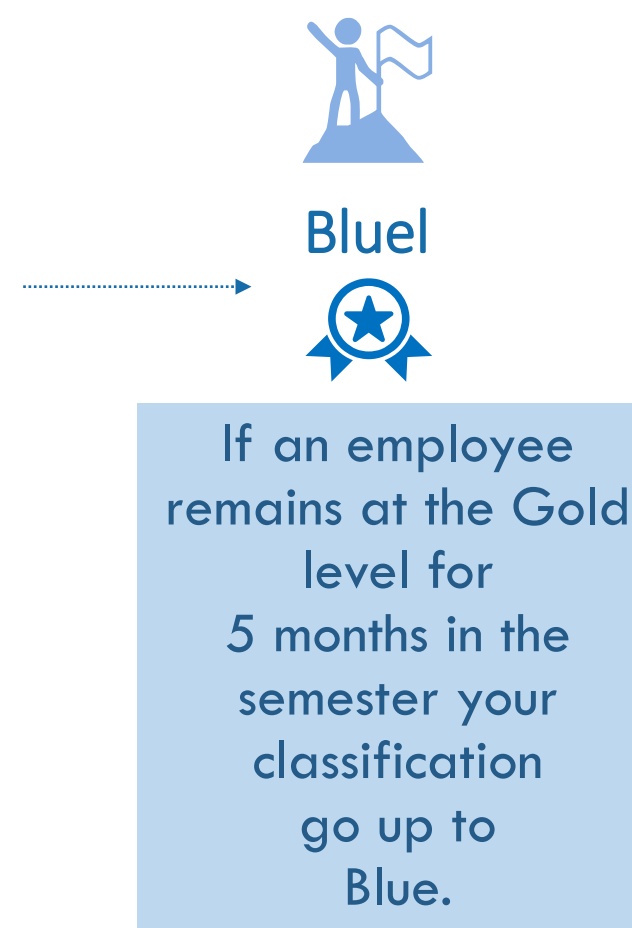 Bluel
If an employee
remains at the Gold
level for
5 months in the
semester your
classification
go up to
Blue.